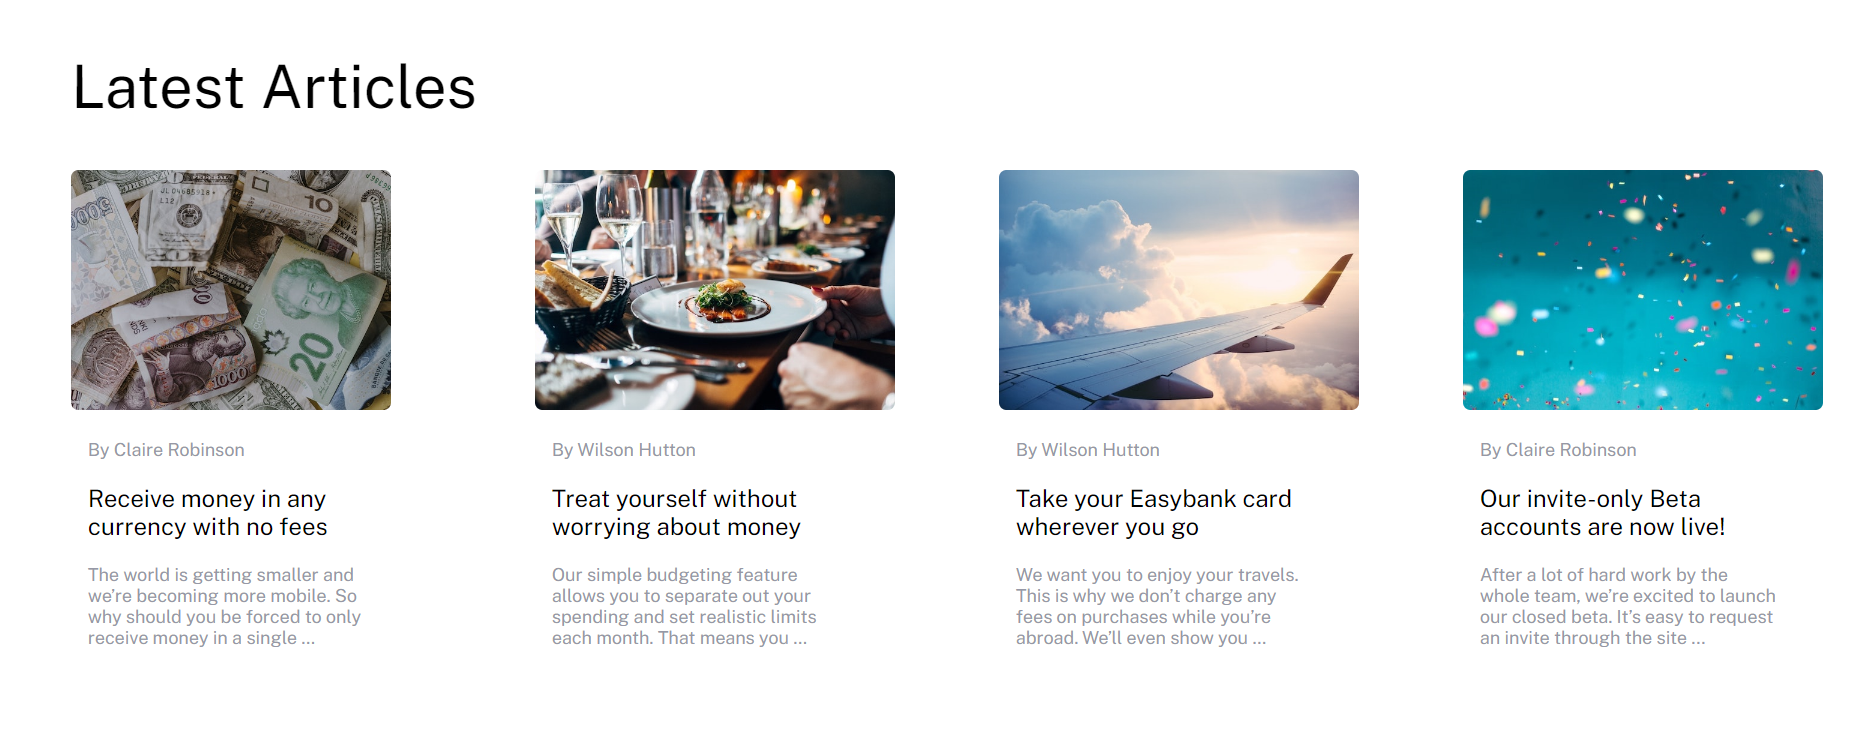 Latest Articles
By Claire Robinson
Receive money in any
currency with no fees
The world is getting smaller and
we’re becoming more mobile. So
why should you be forced to only
receive money in a single ...
By Wilson Hutton
Treat yourself without
worrying about money
Our simple budgeting feature
allows you to separate out your
spending and set realistic limits
each month. That means you ...
By Wilson Hutton
Take your Easybank card
wherever you go
We want you to enjoy your travels.
This is why we don’t charge any
fees on purchases while you’re
abroad. We’ll even show you ...
By Claire Robinson
Our invite-only Beta
accounts are now live!
After a lot of hard work by the
whole team, we’re excited to launch
our closed beta. It’s easy to request
an invite through the site ...
10
20
1000
500